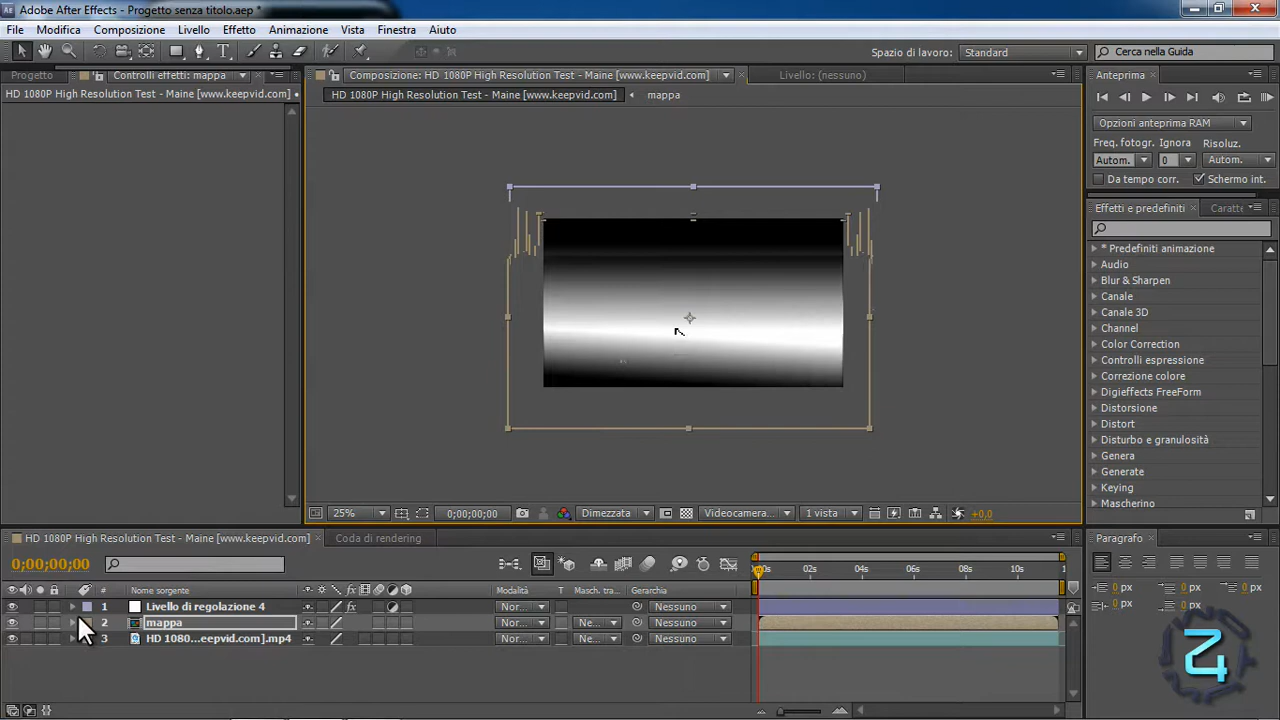 Adobe After Effects - Progetto senza titolo.aep *
File Modifica Composizione Livello Effetto Animazione Vista Finestra Aiuto
Spazio di lavoro: Standard Cerca nella Guida
Progetto Controlli effetti: mappa Composizione: HD 1080P High Resolution Test - Maine [www.keepvid.com] Livello: (nessuno) Anteprima
HD 1080P High Resolution Test - Maine [www.keepvid.com] HD 1080P High Resolution Test - Maine [www.keepvid.com] mappa
Opzioni anteprima RAM
Freq. fotogr. Ignora Risoluz.
Autom. 0 Autom.
Da tempo corr. Schermo int.
Effetti e predefiniti Caratte
* Predefiniti animazione
Audio
Blur & Sharpen
Canale
Canale 3D
Channel
Color Correction
Controlli espressione
Correzione colore
Digieffects FreeForm
Distorsione
Distort
Disturbo e granulosità
Genera
Generate
Keying
Mascherino
25% 0;00;00;00 Dimezzata Videocamera... 1 vista +0,0
HD 1080P High Resolution Test - Maine [www.keepvid.com] Coda di rendering Paragrafo
0;00;00;00
00s 02s 04s 06s 08s 10s 1
# Nome sorgente Modalità T Masch. tra... Gerarchia
1 Livello di regolazione 4 Nor... Nessuno
2 mappa Nor... Ne... Nessuno
3 HD 1080...eepvid.com].mp4 Nor... Ne... Nessuno
0 px 0 px
0 px 0 px
0 px
Z4